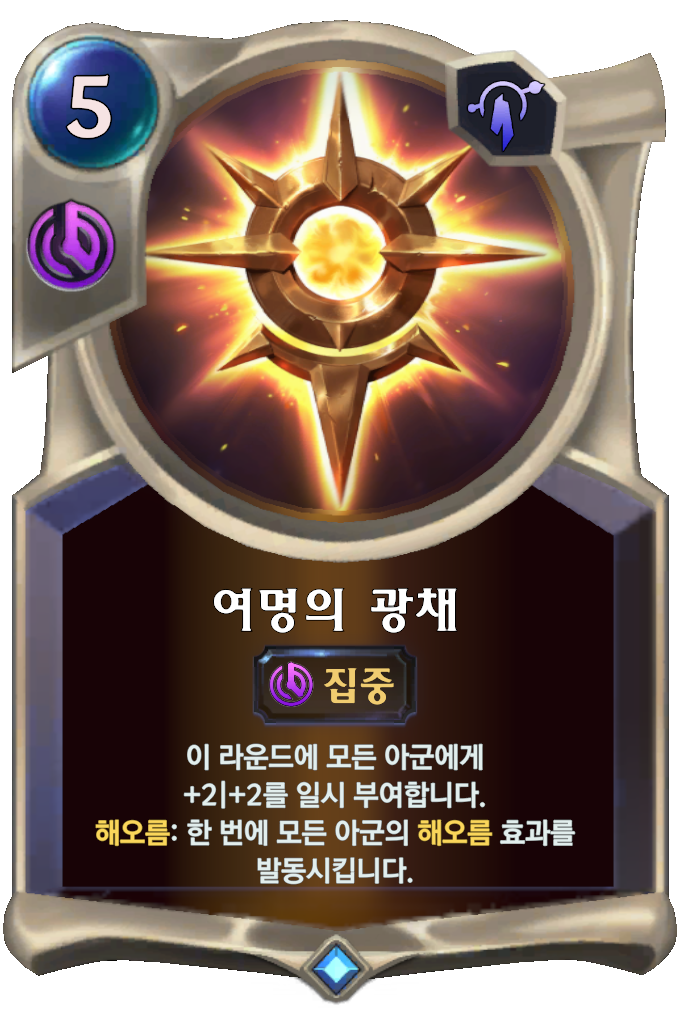 5
여명의 광채
집중
이 라운드에 모든 아군에게
+2|+2를 일시 부여합니다.
해오름: 한 번에 모든 아군의 해오름 효과를
발동시킵니다.